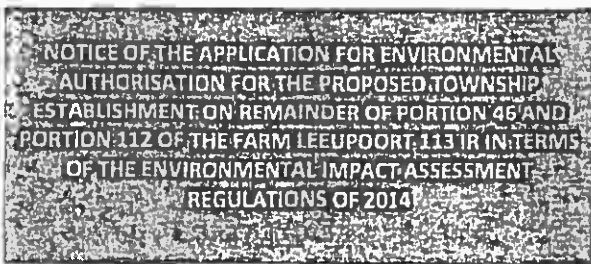 NOTICE OF THE APPLICATION FOR ENVIRONMENTAL
AUTHORISATION FOR THE PROPOSED TOWNSHIP
ESTABLISHMENT ON REMAINDER OF PORTION 46 AND
PORTION 112 OF THE FARM LEEUPOORT 113 IR IN TERMS
OF THE ENVIRONMENTAL IMPACT ASSESSMENT
REGULATIONS OF 2014